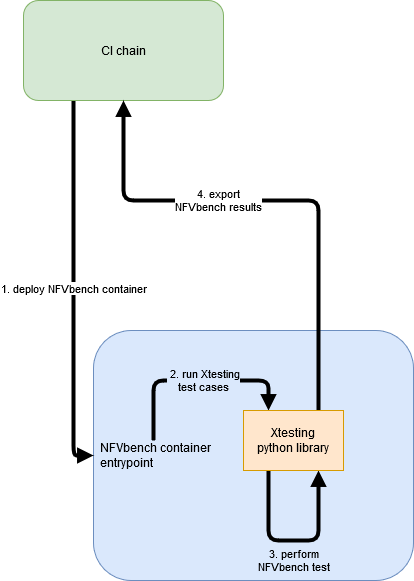 CI chain
4. export
NFVbench results
1. deploy NFVbench container
2. run Xtesting
test cases
NFVbench container
entrypoint
Xtesting
python library
3. perform
NFVbench test